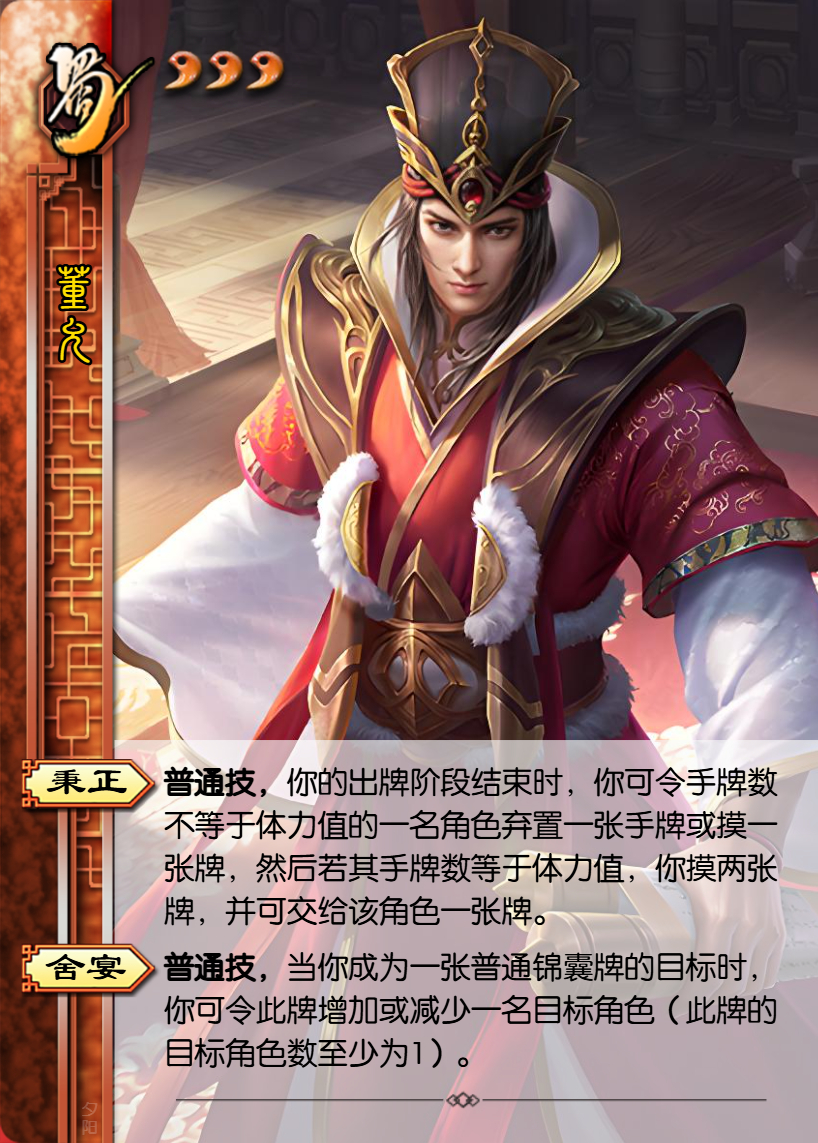 蜀
董允
秉正
普通技，你的出牌阶段结束时，你可令手牌数
不等于体力值的一名角色弃置一张手牌或摸一
张牌，然后若其手牌数等于体力值，你摸两张
牌，并可交给该角色一张牌。
舍宴
普通技，当你成为一张普通锦囊牌的目标时，
你可令此牌增加或减少一名目标角色（此牌的
目标角色数至少为1）。
夕阳